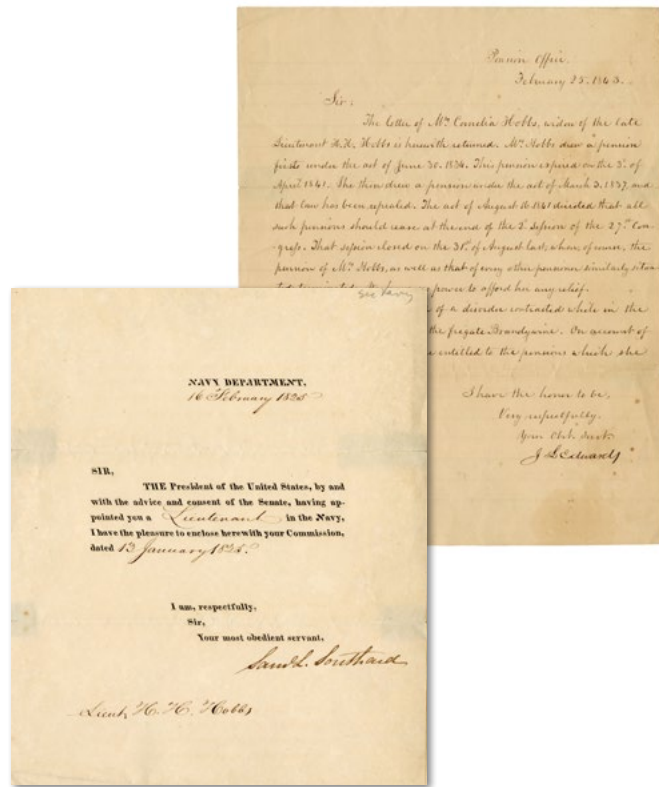 Pension Office.
February 25. 1843.
Sir:
The letter of Mrs. Cornelia Hobbs, widow of the late
Lieutenant H. H. Hobbs is herewith returned. Mrs. Hobbs drew a pension
first under the act of June 30. 1834. This pension expired on the 3d. of
April 1841. She then drew a pension under the act of March 3. 1837, and
that law has been repealed. The act of August 16 1841 directed that all
such pensions should cease at the end of the 2d. session of the 27th. Con-
gress. That session closed on the 31st. of August last, when, of course, the
pension of Mrs. Hobbs, as well as that of every other pensioner similarly situa
power to afford her any relief.
of a disorder contracted while in the
the frigate Brandywine. On account of
entitled to the pensions which she
I have the honor to be,
Very respectfully,
Your Obt. Servt.
J L Edwards
NAVY DEPARTMENT,
16 February 1825
SIR,
THE President of the United States, by and
with the advice and consent of the Senate, having ap-
pointed you a Lieutenant in the Navy,
I have the pleasure to enclose herewith your Commission,
dated 13 January 1825.
I am, respectfully,
Sir,
Your most obedient servant,
Saml. L. Southard
Lieut. H. H. Hobbs